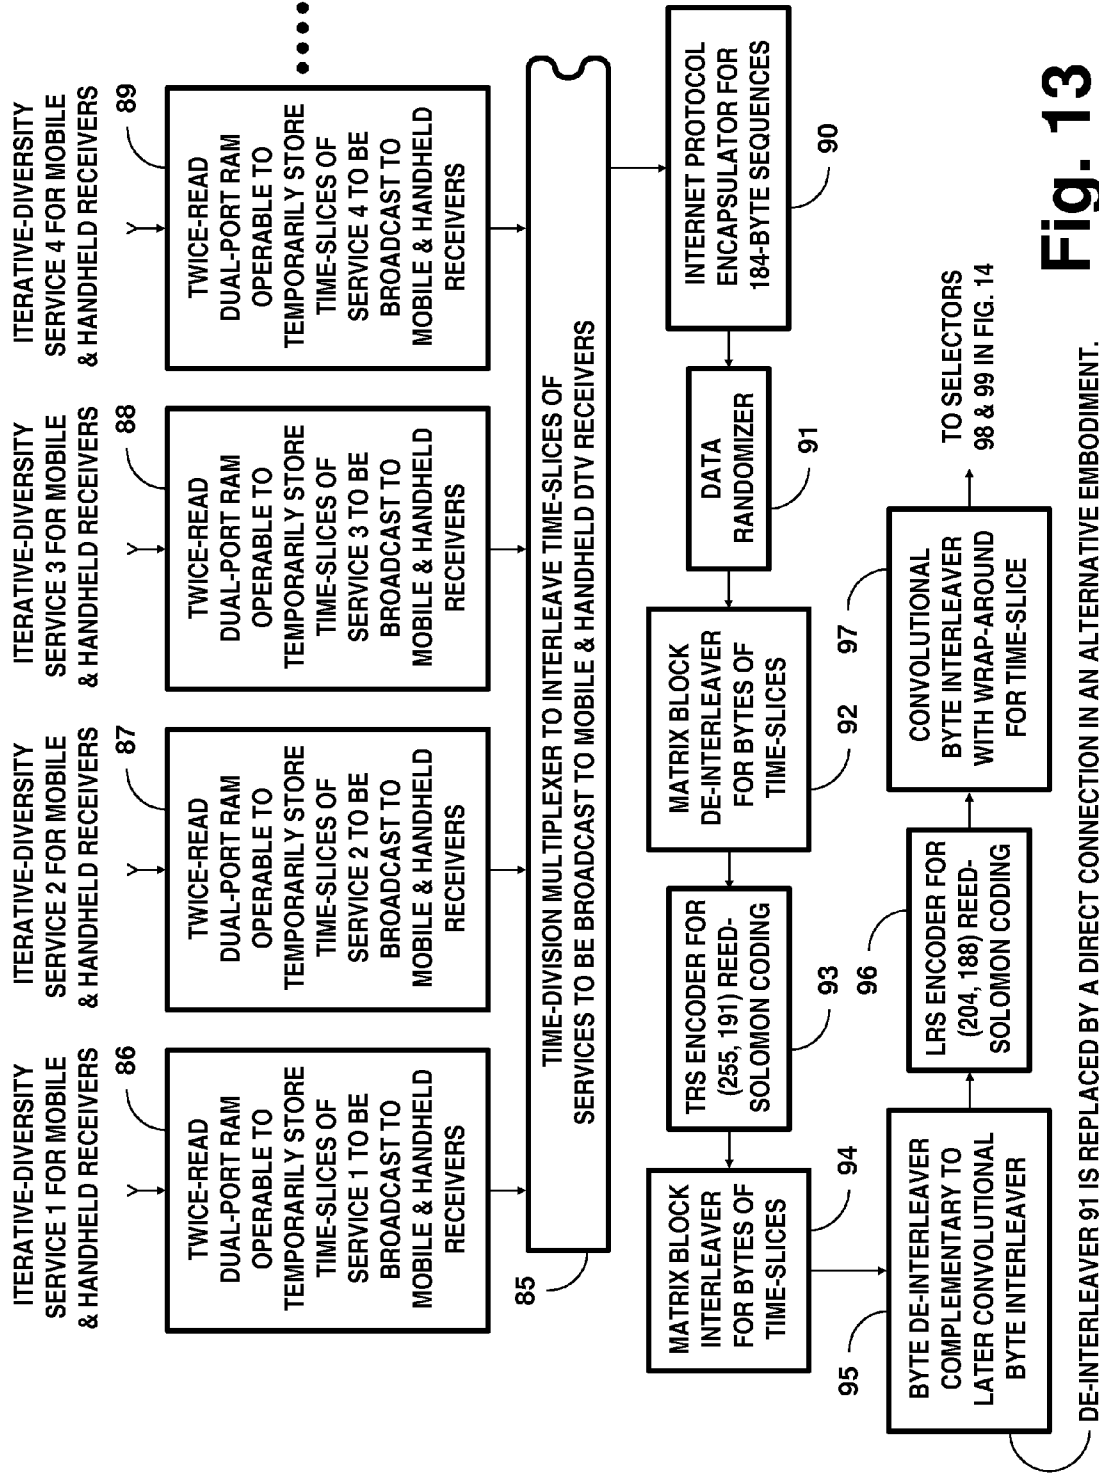 ITERATIVE-DIVERSITY
SERVICE 1 FOR MOBILE
& HANDHELD RECEIVERS
86
TWICE-READ
DUAL-PORT RAM
OPERABLE TO
TEMPORARILY STORE
TIME-SLICES OF
SERVICE 1 TO BE
BROADCAST TO
MOBILE & HANDHELD
RECEIVERS
ITERATIVE-DIVERSITY
SERVICE 2 FOR MOBILE
& HANDHELD RECEIVERS
87
TWICE-READ
DUAL-PORT RAM
OPERABLE TO
TEMPORARILY STORE
TIME-SLICES OF
SERVICE 2 TO BE
BROADCAST TO
MOBILE & HANDHELD
RECEIVERS
ITERATIVE-DIVERSITY
SERVICE 3 FOR MOBILE
& HANDHELD RECEIVERS
88
TWICE-READ
DUAL-PORT RAM
OPERABLE TO
TEMPORARILY STORE
TIME-SLICES OF
SERVICE 3 TO BE
BROADCAST TO
MOBILE & HANDHELD
RECEIVERS
ITERATIVE-DIVERSITY
SERVICE 4 FOR MOBILE
& HANDHELD RECEIVERS
89
TWICE-READ
DUAL-PORT RAM
OPERABLE TO
TEMPORARILY STORE
TIME-SLICES OF
SERVICE 4 TO BE
BROADCAST TO
MOBILE & HANDHELD
RECEIVERS
85
TIME-DIVISION MULTIPLEXER TO INTERLEAVE TIME-SLICES OF
SERVICES TO BE BROADCAST TO MOBILE & HANDHELD DTV RECEIVERS
INTERNET PROTOCOL
ENCAPSULATOR FOR
184-BYTE SEQUENCES
90
DATA
RANDOMIZER
91
MATRIX BLOCK
DE-INTERLEAVER
FOR BYTES OF
TIME-SLICES
92
TRS ENCODER FOR
(255, 191) REED-
SOLOMON CODING
93
MATRIX BLOCK
INTERLEAVER
FOR BYTES OF
TIME-SLICES
94
95
BYTE DE-INTERLEAVER
COMPLEMENTARY TO
LATER CONVOLUTIONAL
BYTE INTERLEAVER
96
LRS ENCODER FOR
(204, 188) REED-
SOLOMON CODING
97
CONVOLUTIONAL
BYTE INTERLEAVER
WITH WRAP-AROUND
FOR TIME-SLICE
TO SELECTORS
98 & 99 IN FIG. 14
DE-INTERLEAVER 91 IS REPLACED BY A DIRECT CONNECTION IN AN ALTERNATIVE EMBODIMENT.
Fig. 13